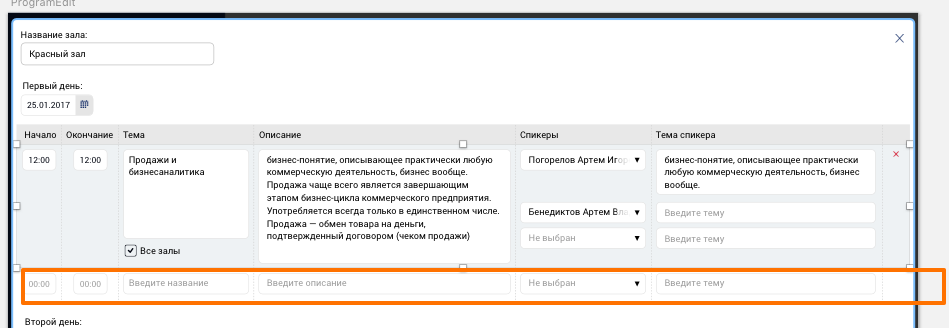 ProgramEdit
Название зала:
Красный зал
Первый день:
25.01.2017
Начало Окончание Тема Описание Спикеры Тема спикера
12:00 12:00
Продажи и
бизнесаналитика
Все залы
бизнес-понятие, описывающее практически любую
коммерческую деятельность, бизнес вообще.
Продажа чаще всего является завершающим
этапом бизнес-цикла коммерческого предприятия.
Употребляется всегда только в единственном числе.
Продажа — обмен товара на деньги,
подтвержденный договором (чеком продажи)
Погорелов Артем Игор
бизнес-понятие, описывающее практически
любую коммерческую деятельность, бизнес
вообще.
Бенедиктов Артем Вла Введите тему
Не выбран Введите тему
00:00 00:00 Введите название Введите описание Не выбран Введите тему
Второй день: